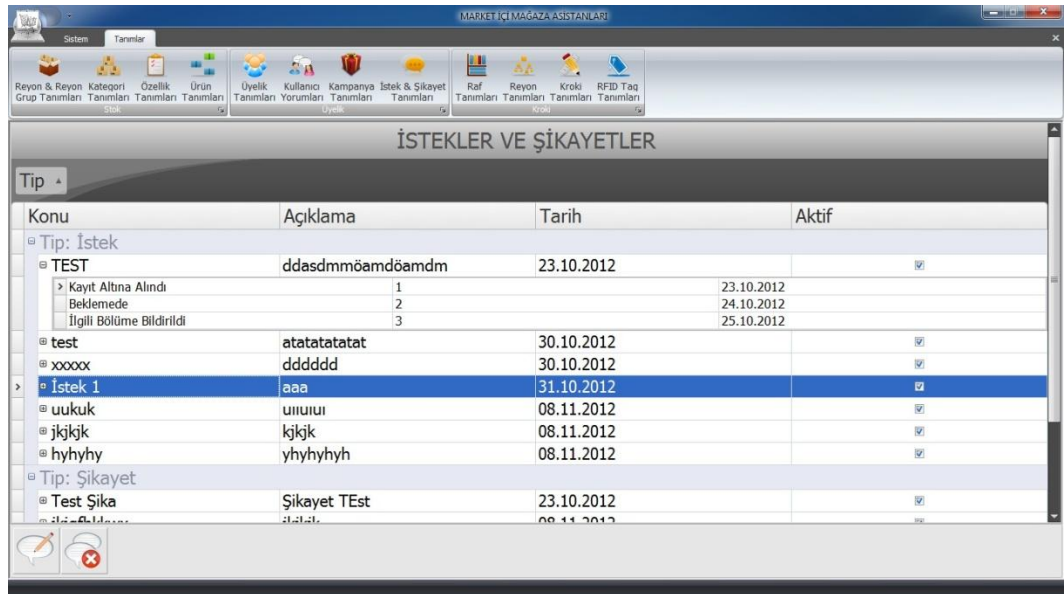 MARKET İÇİ MAĞAZA ASİSTANLARI
Sistem Tanımlar
Reyon & Reyon Grup Tanımları Kategori Tanımları Özellik Tanımları Ürün Tanımları Üyelik Tanımları Kullanıcı Yorumları Kampanya Tanımları İstek & Şikayet Tanımları Raf Tanımları Reyon Tanımları Kroki Tanımları RFID Tag Tanımları
Stok Üyelik Kroki
İSTEKLER VE ŞİKAYETLER
Tip
Konu Açıklama Tarih Aktif
Tip: İstek
TEST ddasdmmöamdöamdm 23.10.2012
Kayıt Altına Alındı 1 23.10.2012
Beklemede 2 24.10.2012
İlgili Bölüme Bildirildi 3 25.10.2012
test atatatatatat 30.10.2012
xxxxx dddddd 30.10.2012
İstek 1 aaa 31.10.2012
uukuk 08.11.2012
jkjkjk kjkjk 08.11.2012
hyhyhy yhyhyhyh 08.11.2012
Tip: Şikayet
Test Şika Şikayet TEst 23.10.2012
08.11.2012